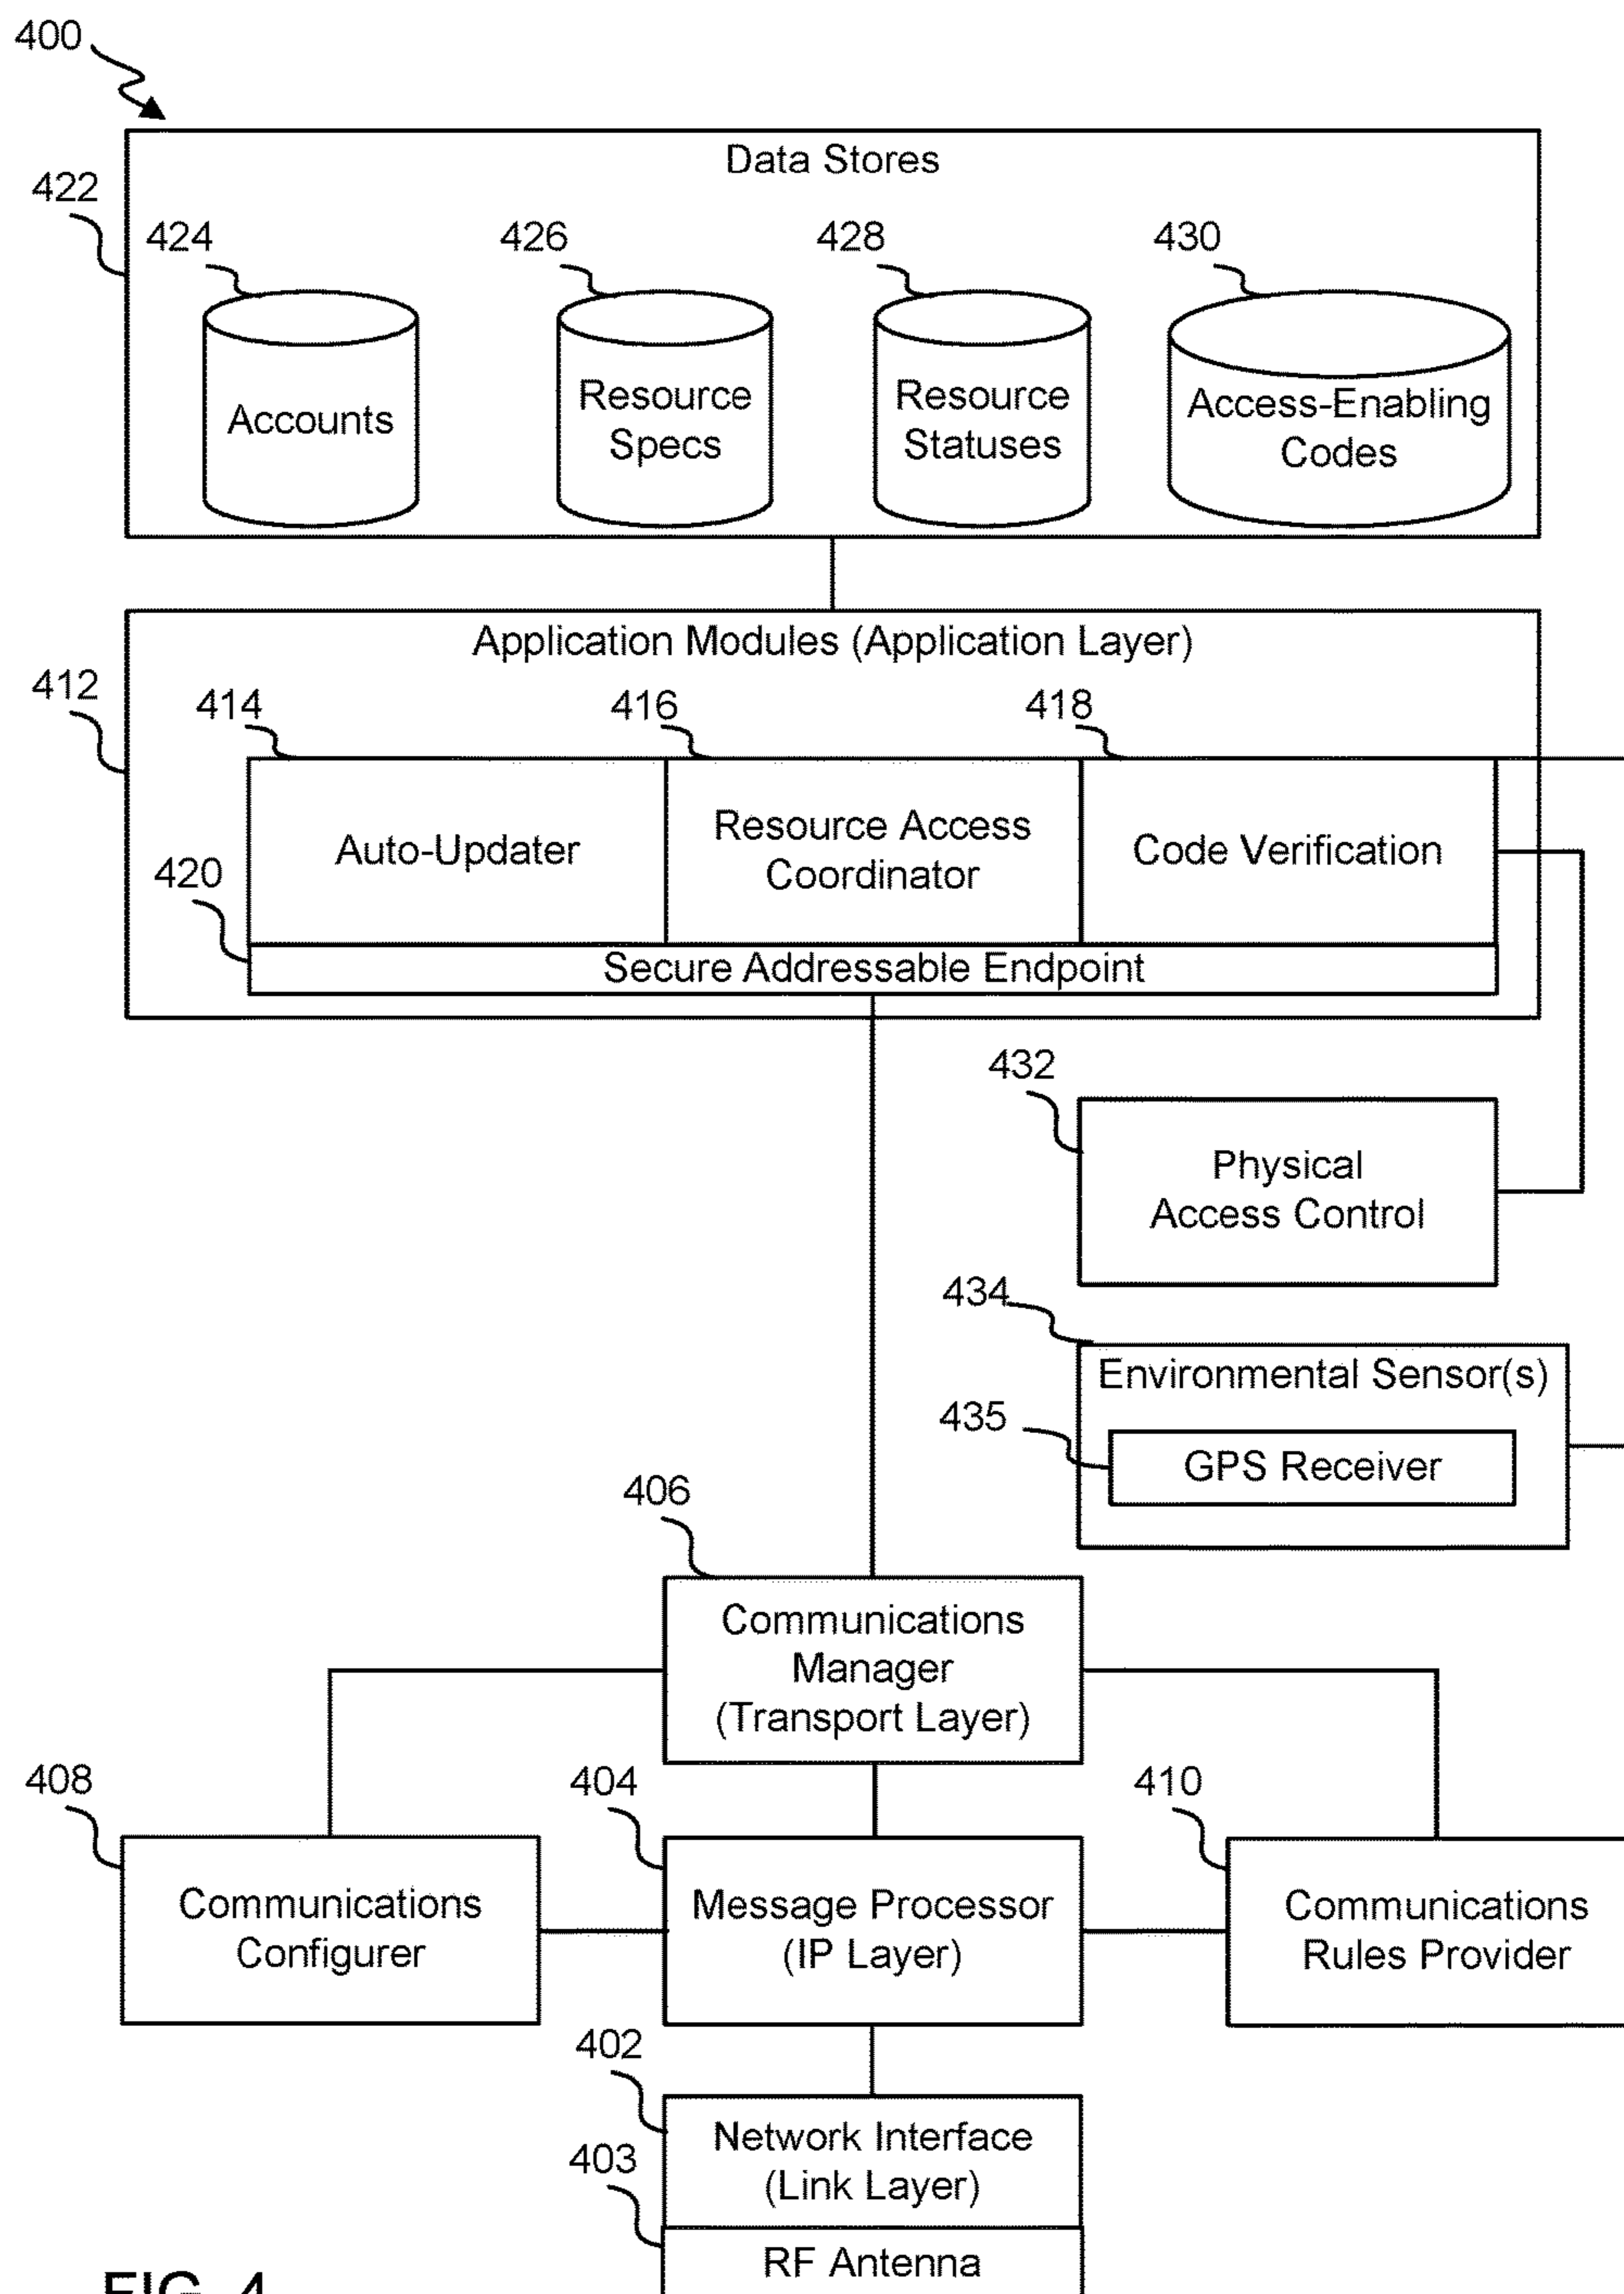 400
Data Stores
422
424
426
428
430
Accounts
Resource
Specs
Resource
Statuses
Access-Enabling
Codes
Application Modules (Application Layer)
412
414
416
418
Auto-Updater
Resource Access
Coordinator
Code Verification
420
Secure Addressable Endpoint
432
Physical
Access Control
434
Environmental Sensor(s)
435
GPS Receiver
406
Communications
Manager
(Transport Layer)
408
404
410
Communications
Configurer
Message Processor
(IP Layer)
Communications
Rules Provider
402
Network Interface
(Link Layer)
403
RF Antenna
FIG. 4